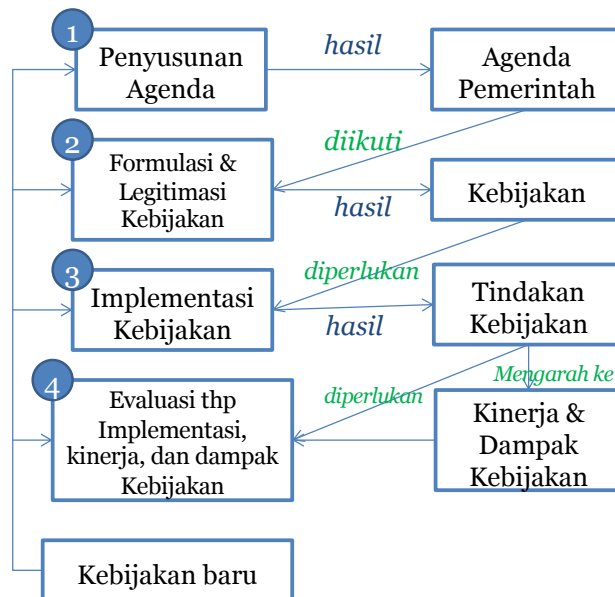 1
Penyusunan
Agenda
hasil
Agenda
Pemerintah
diikuti
2
Formulasi &
Legitimasi
Kebijakan
hasil
Kebijakan
diperlukan
3
Implementasi
Kebijakan
hasil
Tindakan
Kebijakan
Mengarah ke
diperlukan
4
Evaluasi thp
Implementasi,
kinerja, dan dampak
Kebijakan
Kinerja &
Dampak
Kebijakan
Kebijakan baru